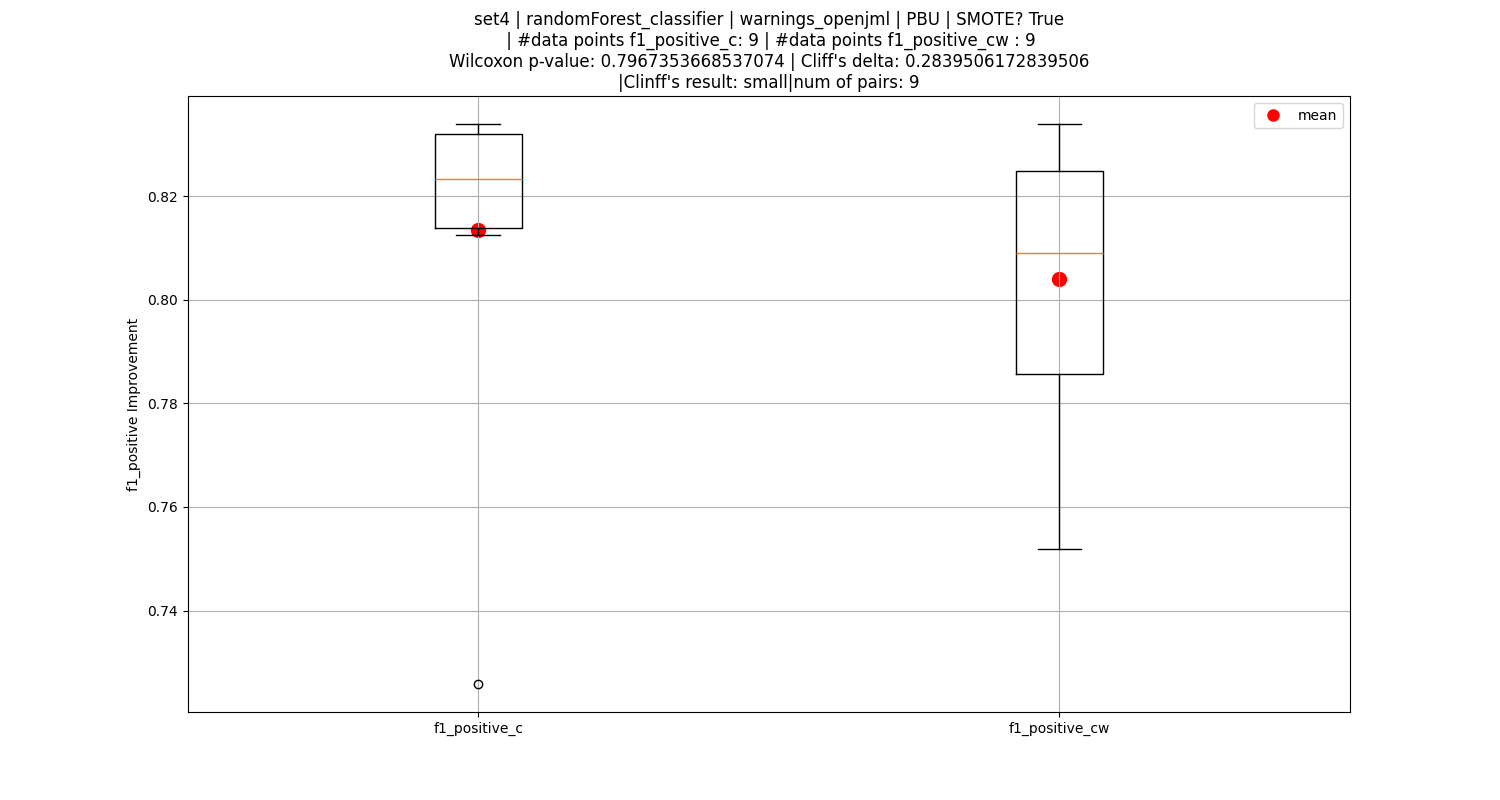 set4 | randomForest_classifier | warnings_openjml | PBU | SMOTE? True
| #data points f1_positive_c: 9 | #data points f1_positive_cw : 9
Wilcoxon p-value: 0.7967353668537074 | Cliff's delta: 0.2839506172839506
|Clinff's result: small|num of pairs: 9
mean
0.82
0.80
0.78
0.76
0.74
f1_positive Improvement
f1_positive_c
f1_positive_cw